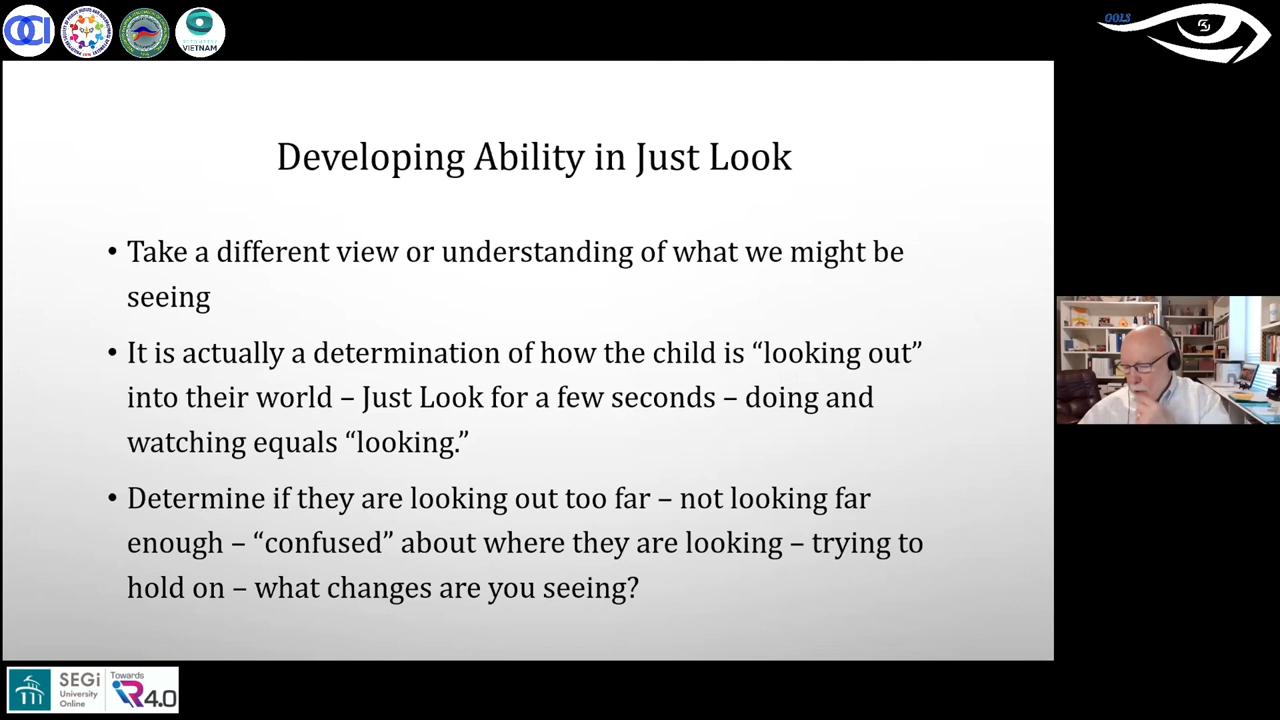 OCI
VIETNAM
OOLS
Developing Ability in Just Look
• Take a different view or understanding of what we might be
seeing
• It is actually a determination of how the child is “looking out”
into their world – Just Look for a few seconds – doing and
watching equals “looking.”
• Determine if they are looking out too far – not looking far
enough – “confused” about where they are looking – trying to
hold on – what changes are you seeing?
SEGi
University
Online
Towards
iR4.0